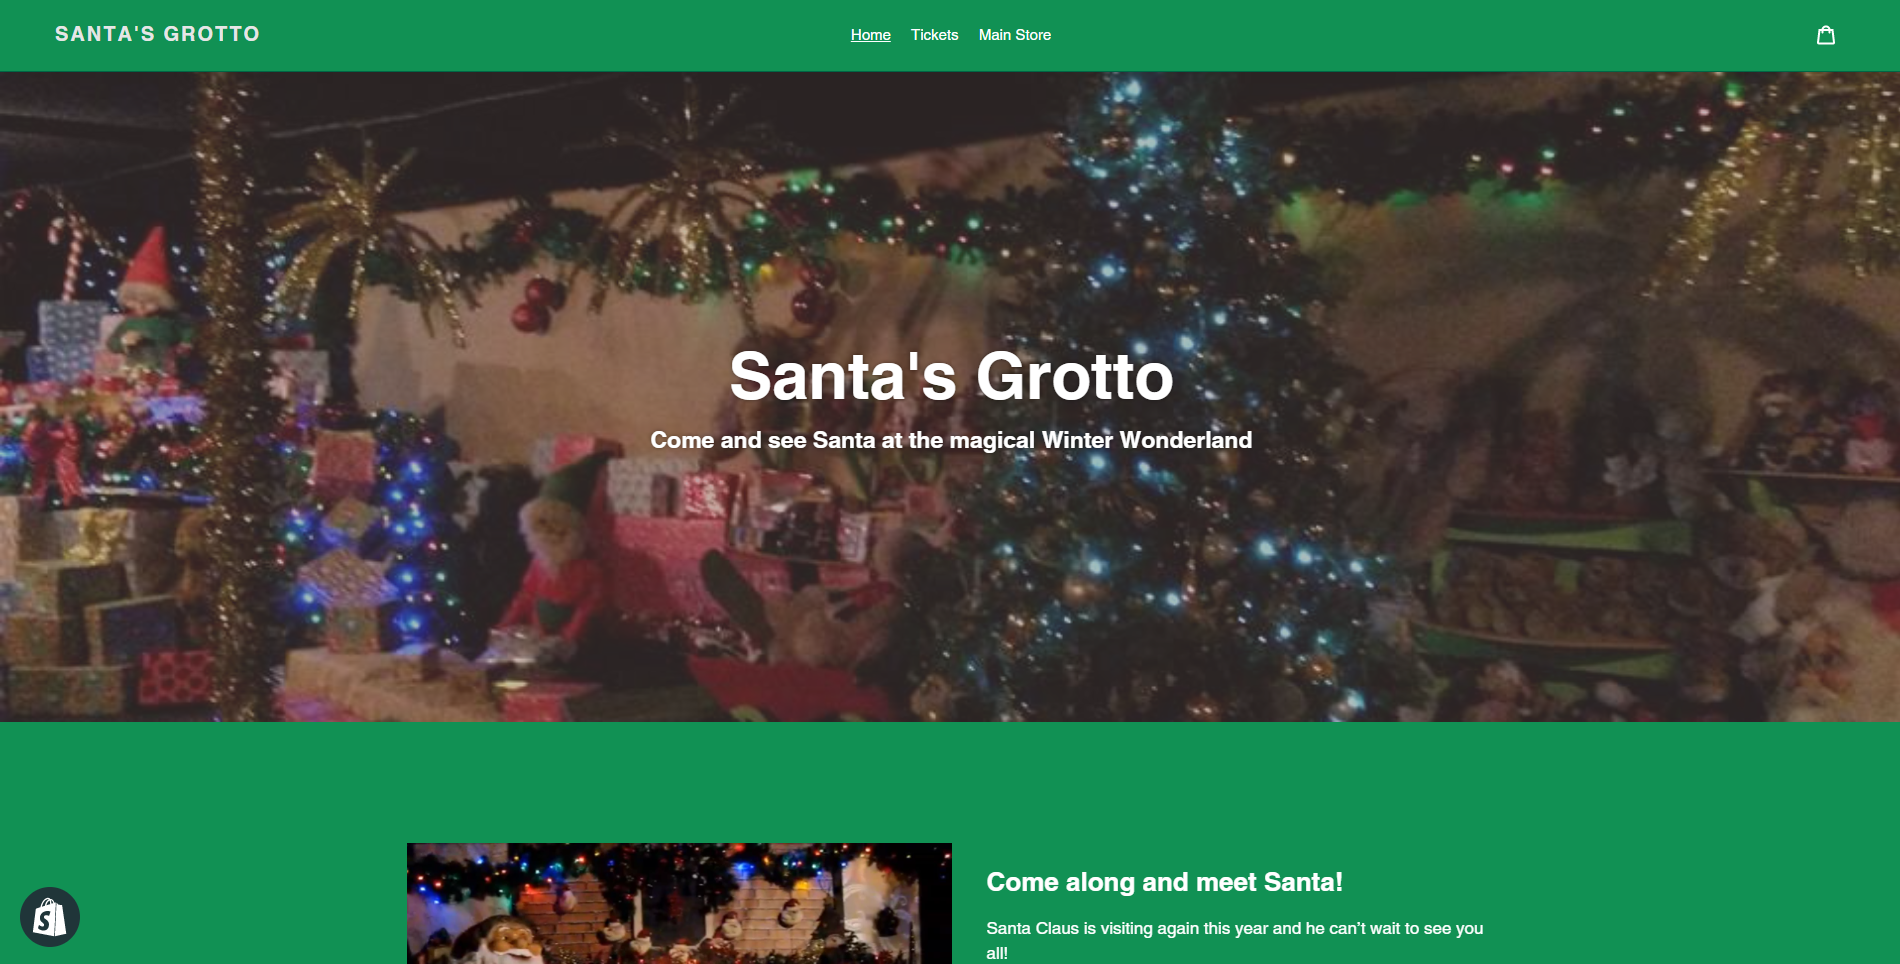 SANTA'S GROTTO
Home Tickets Main Store
Santa's Grotto
Come and see Santa at the magical Winter Wonderland
Come along and meet Santa!
Santa Claus is visiting again this year and he can't wait to see you
all!
S